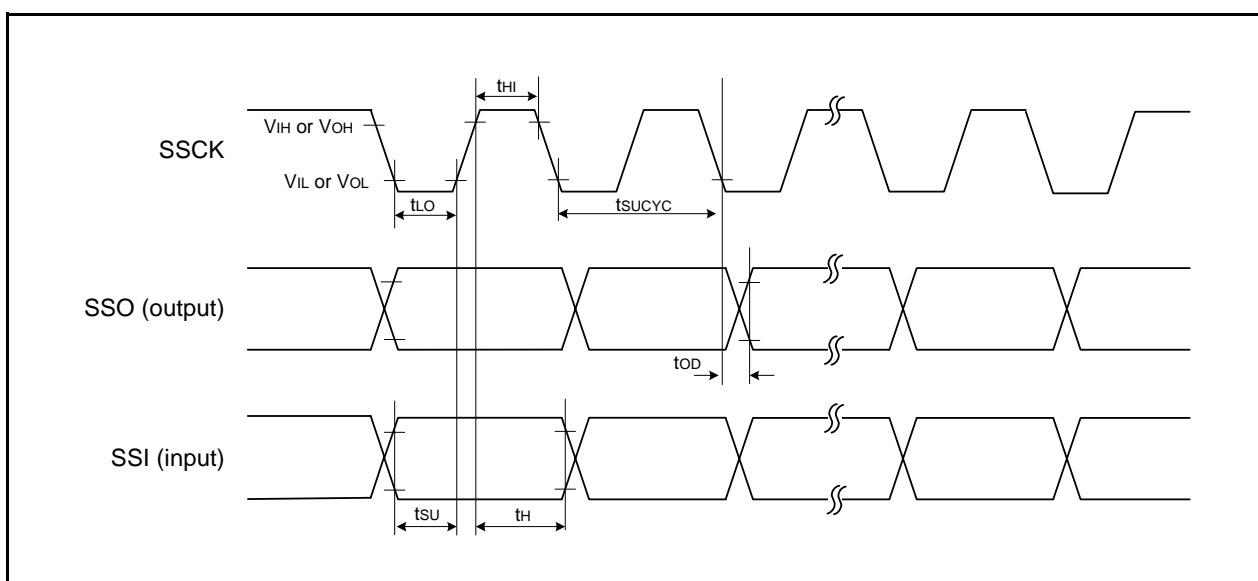 tHI
VIH or VOH
SSCK
VIL or VOL
tLO
tSUCYC
SSO (output)
tOD
SSI (input)
tSU
tH